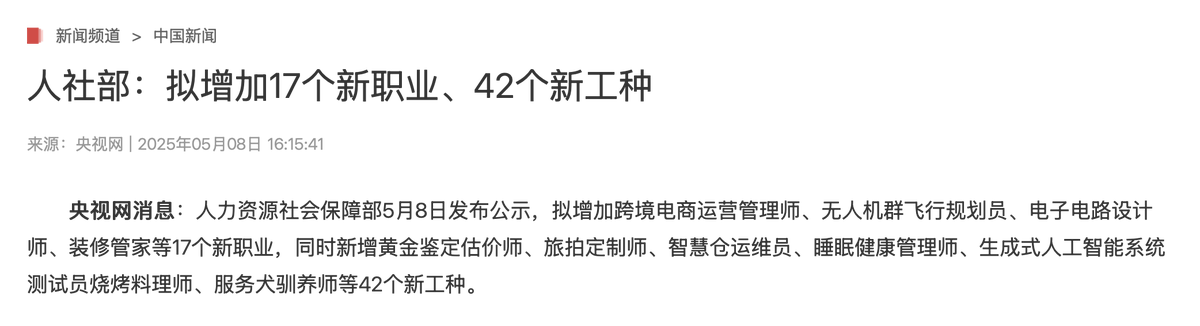 新闻频道 > 中国新闻
人社部：拟增加17个新职业、42个新工种
来源：央视网 | 2025年05月08日 16:15:41
央视网消息：人力资源社会保障部5月8日发布公示，拟增加跨境电商运营管理师、无人机群飞行规划员、电子电路设计
师、装修管家等17个新职业，同时新增黄金鉴定估价师、旅拍定制师、智慧仓运维员、睡眠健康管理师、生成式人工智能系统
测试员烧烤料理师、服务犬驯养师等42个新工种。